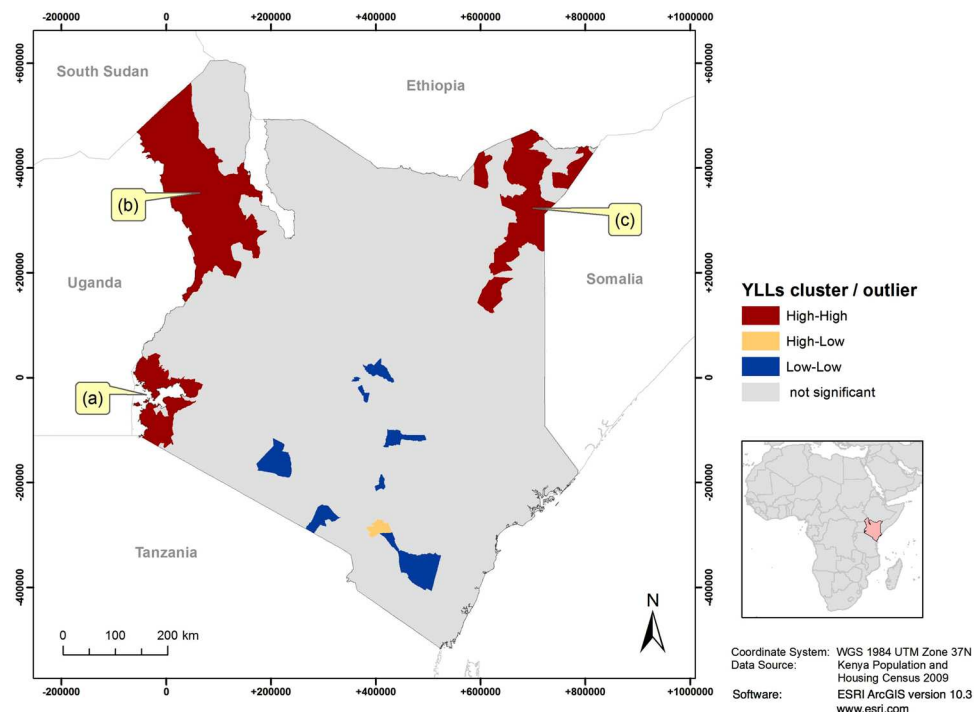 -200000 0 +200000 +400000 +600000 +800000 +1000000
+600000
+400000
+200000
0
-200000
-400000
+600000
+400000
+200000
0
-200000
-400000
South Sudan
Ethiopia
(b)
(c)
Uganda
Somalia
(a)
Tanzania
N
0 100 200 km
-200000 0 +200000 +400000 +600000 +800000 +1000000
YLLs cluster / outlier
High-High
High-Low
Low-Low
not significant
Coordinate System: WGS 1984 UTM Zone 37N
Data Source: Kenya Population and
Housing Census 2009
Software: ESRI ArcGIS version 10.3
www.esri.com